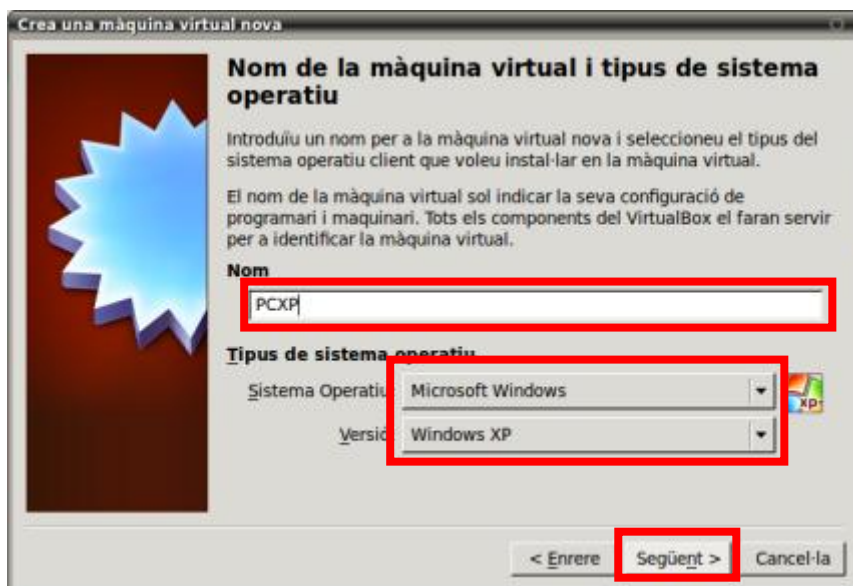 Crea una màquina virtual nova
Nom de la màquina virtual i tipus de sistema
operatiu
Introduïu un nom per a la màquina virtual nova i seleccioneu el tipus del
sistema operatiu client que voleu instal·lar en la màquina virtual.
El nom de la màquina virtual sol indicar la seva configuració de
programari i maquinari. Tots els components del VirtualBox el faran servir
per a identificar la màquina virtual.
Nom
PCXP
Tipus de sistema operatiu
Sistema Operatiu Microsoft Windows
xp
Versió Windows XP
< Enrere Següent > Cancel·la